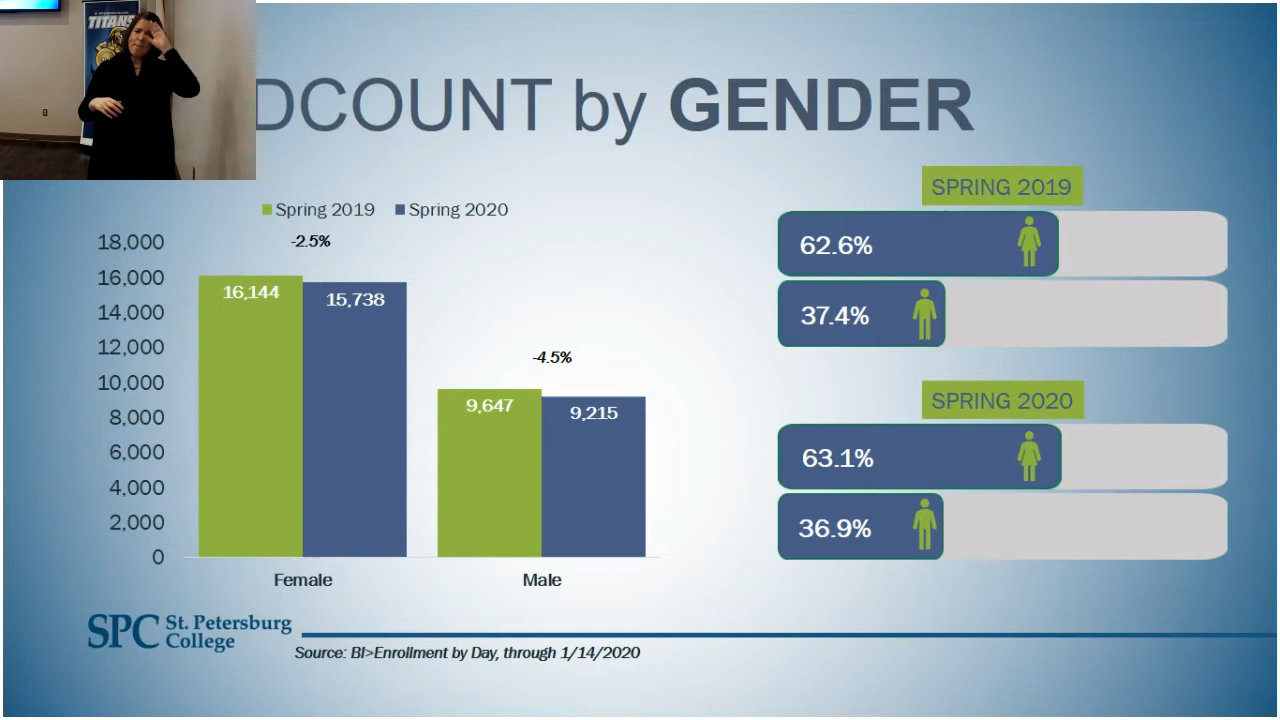 TITANS
DCOUNT by GENDER
Spring 2019 Spring 2020
-2.5%
18,000
16,000
14,000
12,000
10,000
8,000
6,000
4,000
2,000
0
16,144
15,738
-4.5%
9,647
9,215
Female
Male
SPRING 2019
62.6%
37.4%
SPRING 2020
63.1%
36.9%
SPC St. Petersburg
College
Source: BI>Enrollment by Day, through 1/14/2020